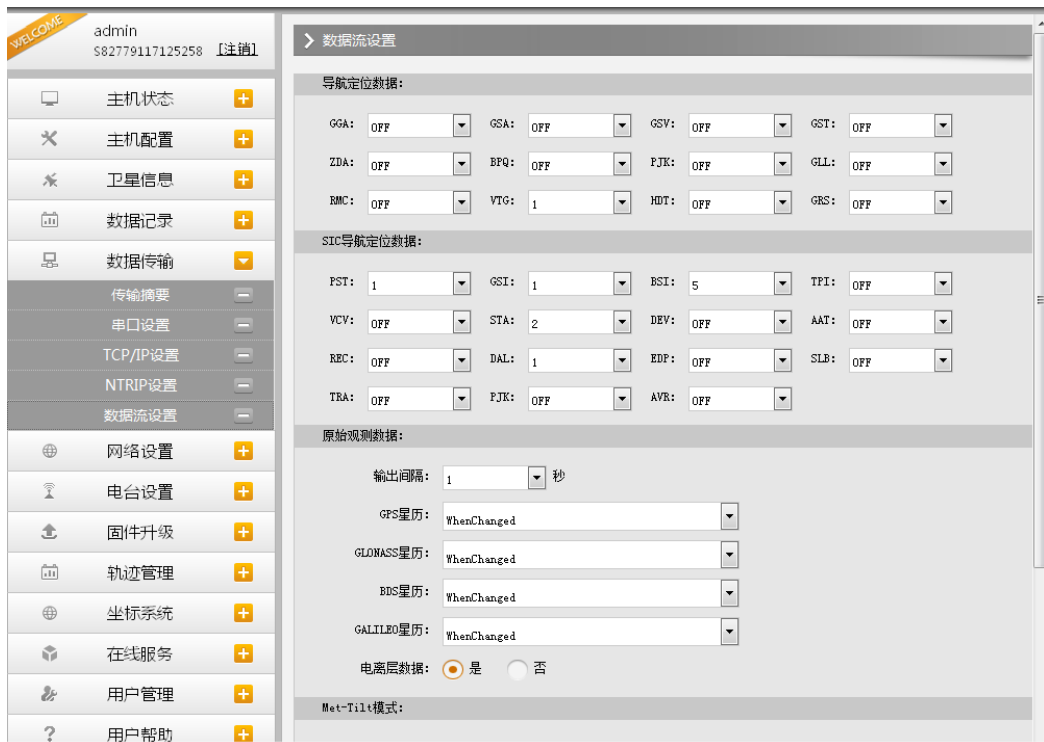 WELCOME
admin
S82779117125258 [注销]
主机状态
主机配置
卫星信息
数据记录
数据传输
传输摘要
串口设置
TCP/IP设置
NTRIP设置
数据流设置
网络设置
电台设置
固件升级
轨迹管理
坐标系统
在线服务
用户管理
? 用户帮助
数据流设置
导航定位数据:
GGA: OFF GSA: OFF GSV: OFF GST: OFF
ZDA: OFF BPQ: OFF PJK: OFF GLL: OFF
RMC: OFF VTG: 1 HDT: OFF GRS: OFF
SIC导航定位数据:
PST: 1 GSI: 1 BSI: 5 TPI: OFF
VCV: OFF STA: 2 DEV: OFF AAT: OFF
REC: OFF DAL: 1 EDP: OFF SLB: OFF
TRA: OFF PJK: OFF AVR: OFF
原始观测数据:
输出间隔: 1 秒
GPS星历: WhenChanged
GLONASS星历: WhenChanged
BDS星历: WhenChanged
GALILEO星历: WhenChanged
电离层数据: 是 否
Met-Tilt模式: